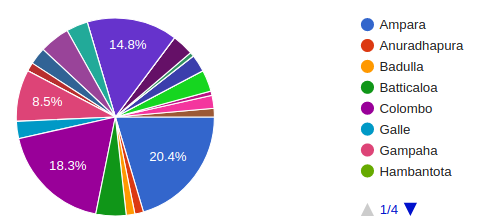 14.8%
8.5%
18.3%
20.4%
Ampara
Anuradhapura
Badulla
Batticaloa
Colombo
Galle
Gampaha
Hambantota
1/4